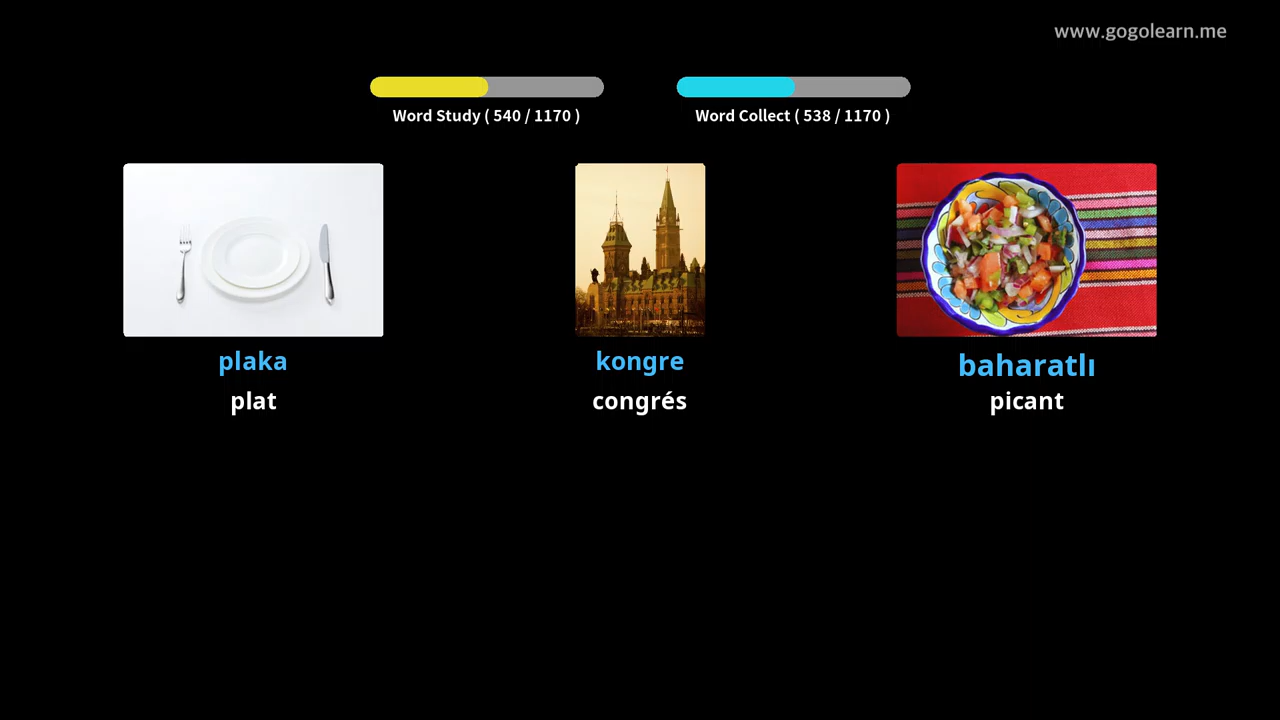 www.gogolearn.me
Word Study ( 540 / 1170 )
Word Collect ( 538 / 1170 )
plaka
kongre
baharatlı
plat
congrés
picant